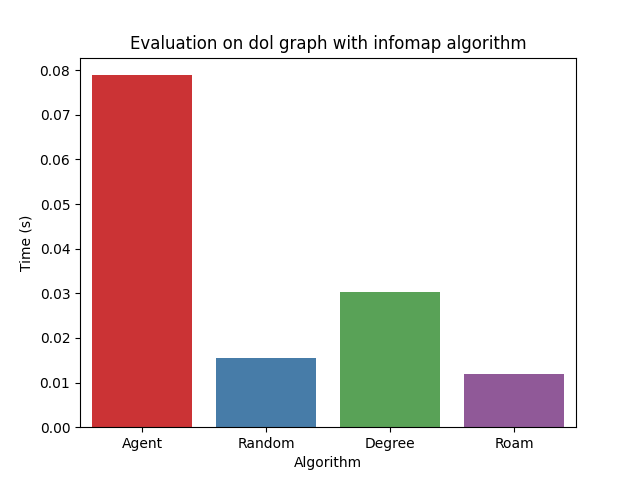 Evaluation on dol graph with infomap algorithm
0.08
0.07
0.06
0.05
0.04
0.03
0.02
0.01
0.00
Time (s)
Agent Random Degree Roam
Algorithm